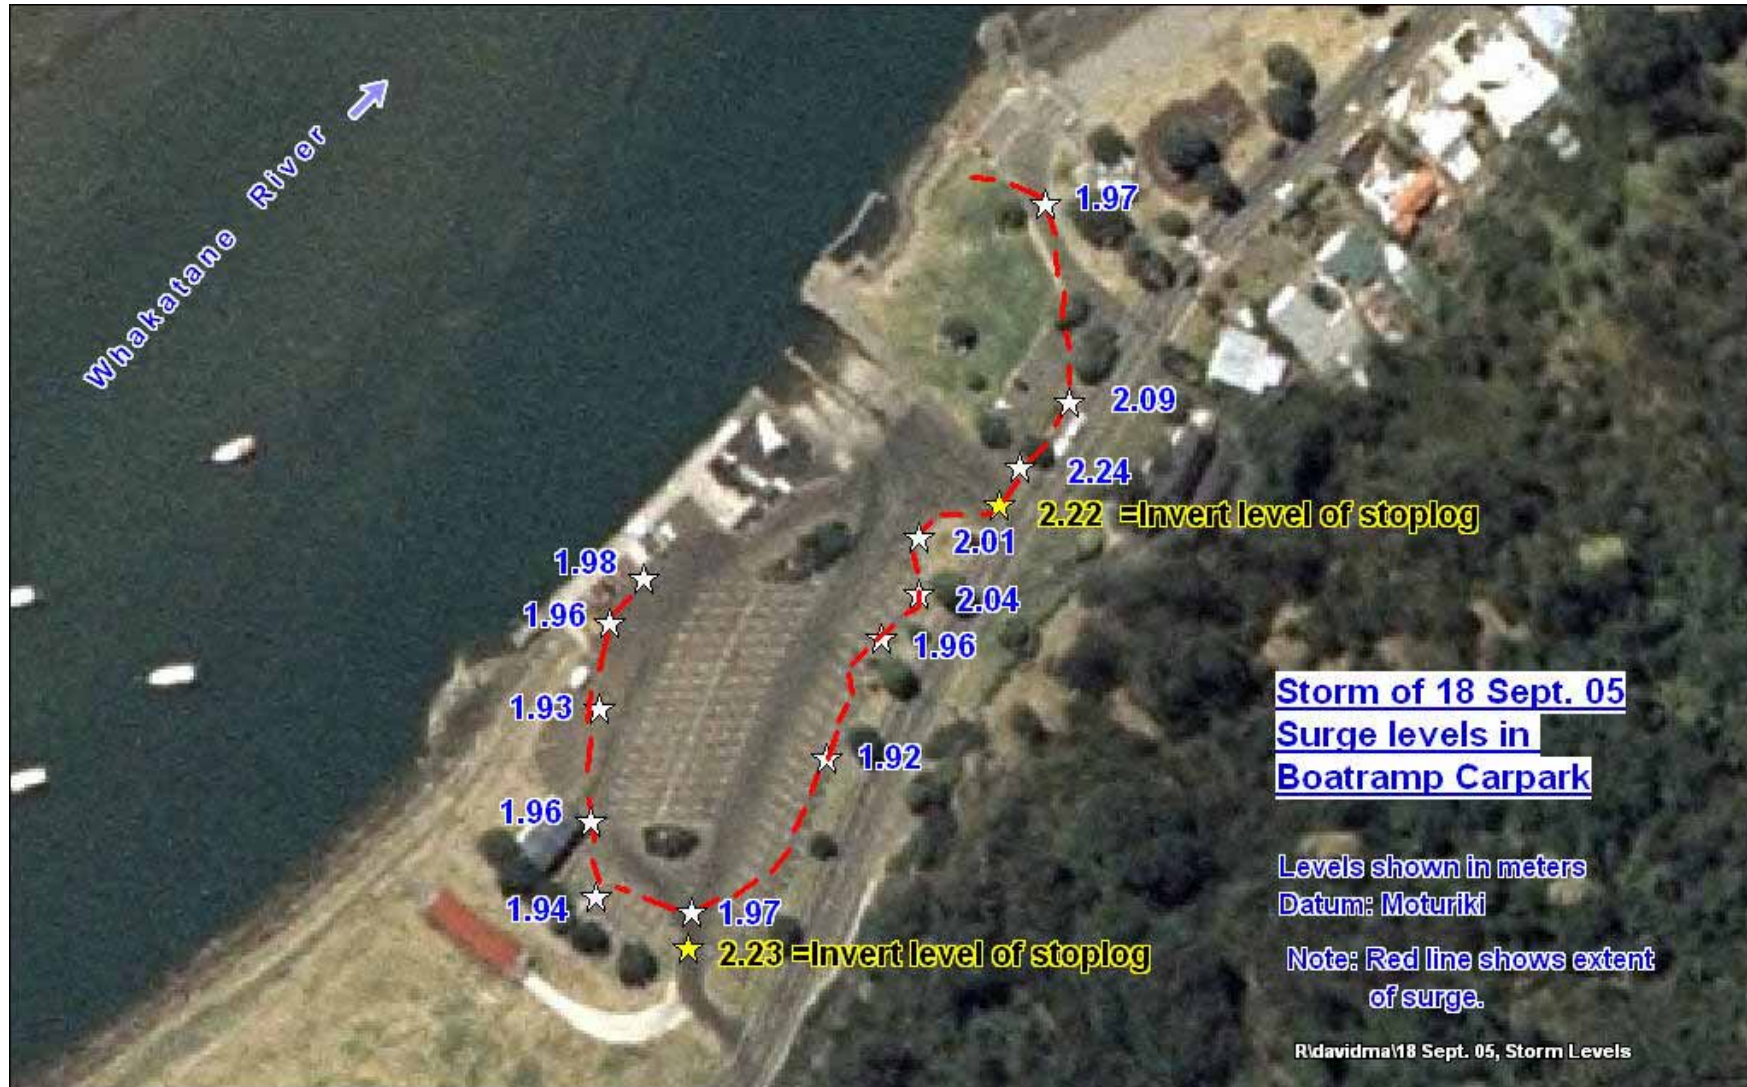 Whakatane River
1.97
2.09
2.24
2.22 =Invert level of stoplog
2.01
1.98
2.04
1.96
1.96
1.93
1.92
1.96
1.94
1.97
2.23 =Invert level of stoplog
Storm of 18 Sept. 05
Surge levels in
Boatramp Carpark
Levels shown in meters
Datum: Moturiki
Note: Red line shows extent
of surge.
R\davidma\18 Sept. 05, Storm Levels